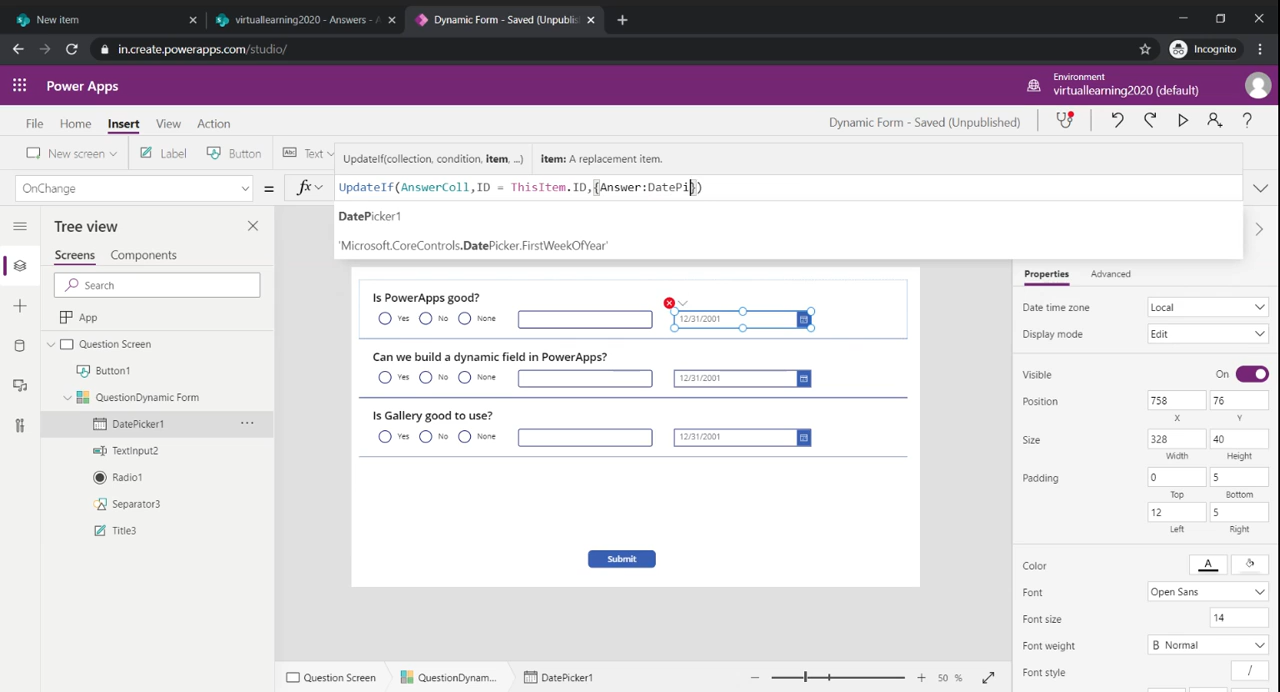 New item
virtuallearning2020 - Answers - A
Dynamic Form - Saved (Unpublis
in.create.powerapps.com/studio/
Incognito
Power Apps
Environment
virtuallearning2020 (default)
File Home Insert View Action
Dynamic Form - Saved (Unpublished)
New screen Label Button Abc Text
UpdateIf(collection, condition, item, ...) item: A replacement item.
OnChange = fx UpdateIf(AnswerColl,ID = ThisItem.ID,{Answer:DatePi})
DatePicker1
'Microsoft.CoreControls.DatePicker.FirstWeekOfYear'
Tree view
Screens Components
Search
App
Question Screen
Button1
QuestionDynamic Form
DatePicker1 ...
TextInput2
Radio1
Separator3
Title3
Is PowerApps good?
Yes No None 12/31/2001
Can we build a dynamic field in PowerApps?
Yes No None 12/31/2001
Is Gallery good to use?
Yes No None 12/31/2001
Submit
Properties Advanced
Date time zone Local
Display mode Edit
Visible On
Position 758 76
X Y
Size 328 40
Width Height
Padding 0 5
Top Bottom
12 5
Left Right
Color A
Font Open Sans
Font size 14
Font weight B Normal
Font style /
Question Screen QuestionDynam... DatePicker1
50 %